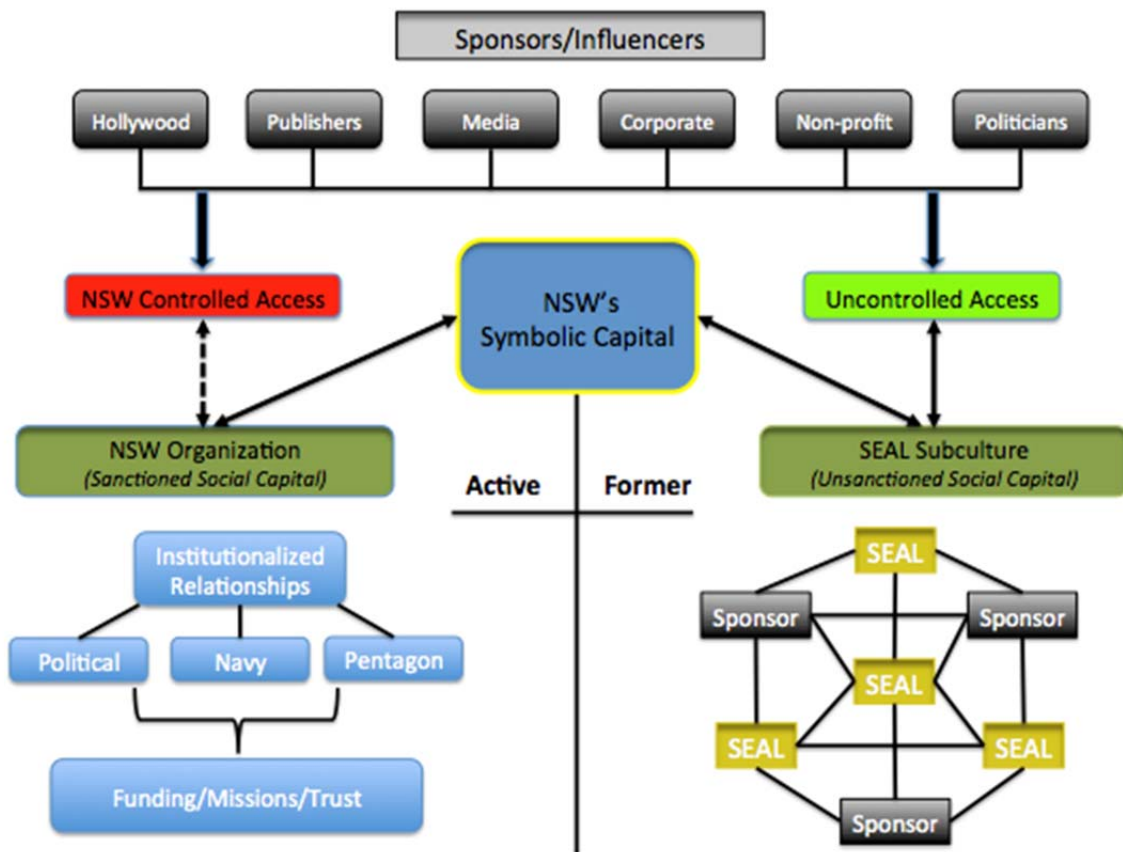 Sponsors/Influencers
Hollywood
Publishers
Media
Corporate
Non-profit
Politicians
NSW Controlled Access
NSW's
Symbolic Capital
Uncontrolled Access
NSW Organization
(Sanctioned Social Capital)
SEAL Subculture
(Unsanctioned Social Capital)
Active
Former
Institutionalized
Relationships
Political
Navy
Pentagon
Funding/Missions/Trust
SEAL
Sponsor
Sponsor
SEAL
SEAL
SEAL
Sponsor